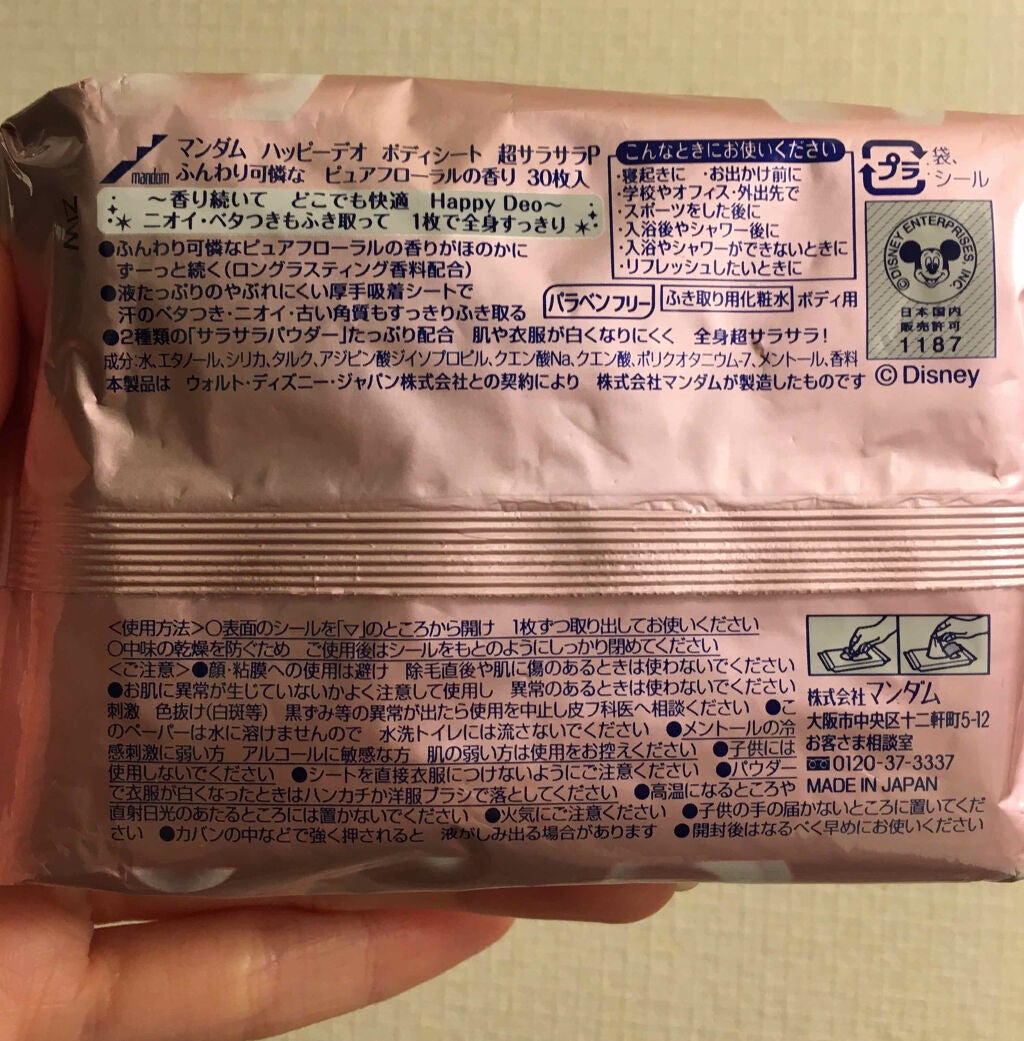 mandom
マンダム ハッピーデオ ボディシート 超サラサラP
ふんわり可憐な ピュアフローラルの香り 30枚入
～香り続いて どこでも快適 Happy Deo～
ニオイ・ベタつきもふき取って 1枚で全身すっきり
●ふんわり可憐なピュアフローラルの香りがほのかに
ずーっと続く(ロングラスティング香料配合)
●液たっぷりのやぶれにくい厚手吸着シートで
汗のベタつき・ニオイ・古い角質もすっきりふき取る
●2種類の「サラサラパウダー」たっぷり配合 肌や衣服が白くなりにくく 全身超サラサラ!
こんなときにお使いください
・寝起きに ・お出かけ前に
・学校やオフィス・外出先で
・スポーツをした後に
・入浴後やシャワー後に
・入浴やシャワーができないときに
・リフレッシュしたいときに
パラベンフリー ふき取り用化粧水 ボディ用
成分:水、エタノール、シリカ、タルク、アジピン酸ジイソプロピル、クエン酸Na、クエン酸、ポリクオタニウム-7、メントール、香料
本製品は ウォルト・ディズニー・ジャパン株式会社との契約により 株式会社マンダムが製造したものです
プラ
袋、
シール
©DISNEY ENTERPRISES INC.
日本国内
販売許可
1187
©Disney
<使用方法>○表面のシールを「▽」のところから開け 1枚ずつ取り出してお使いください
○中味の乾燥を防ぐため ご使用後はシールをもとのようにしっかり閉めてください
<ご注意>●顔・粘膜への使用は避け 除毛直後や肌に傷のあるときは使わないでください
●お肌に異常が生じていないかよく注意して使用し 異常のあるときは使わないでください
刺激 色抜け(白斑等) 黒ずみ等の異常が出たら使用を中止し皮フ科医へ相談ください ●こ
のペーパーは水に溶けませんので 水洗トイレには流さないでください ●メントールの冷
感刺激に弱い方 アルコールに敏感な方 肌の弱い方は使用をお控えください ●子供には
使用しないでください ●シートを直接衣服につけないようにご注意ください ●パウダー
で衣服が白くなったときはハンカチか洋服ブラシで落としてください ●高温になるところや
直射日光のあたるところには置かないでください ●火気にご注意ください ●子供の手の届かないところに置いてくだ
さい ●カバンの中などで強く押されると 液がしみ出る場合があります ●開封後はなるべく早めにお使いください
株式会社 マンダム
大阪市中央区十二軒町5-12
お客さま相談室
0120-37-3337
MADE IN JAPAN